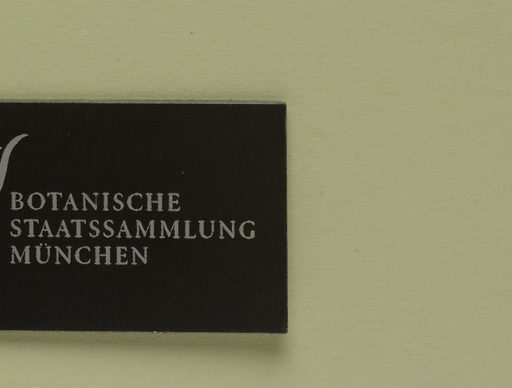 BOTANISCHE
STAATSSAMMLUNG
MÜNCHEN